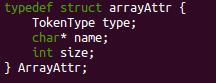 typedef struct arrayAttr {
    TokenType type;
    char* name;
    int size;
} ArrayAttr;